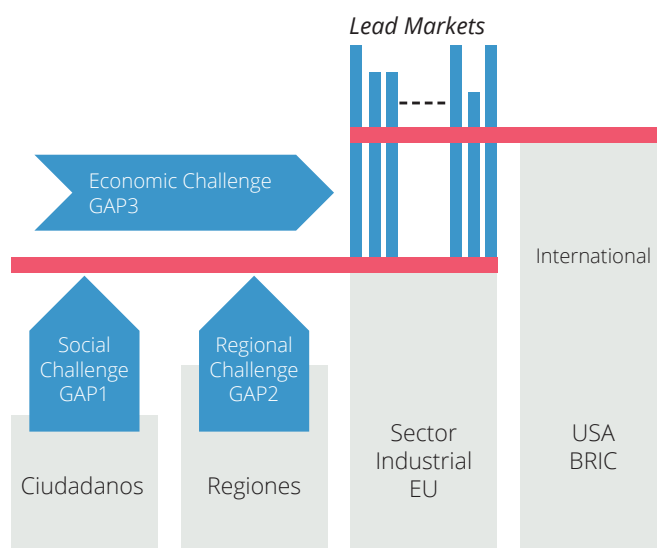 Lead Markets
Economic Challenge
GAP3
International
Social
Challenge
GAP1
Regional
Challenge
GAP2
Ciudadanos
Regiones
Sector
Industrial
EU
USA
BRIC